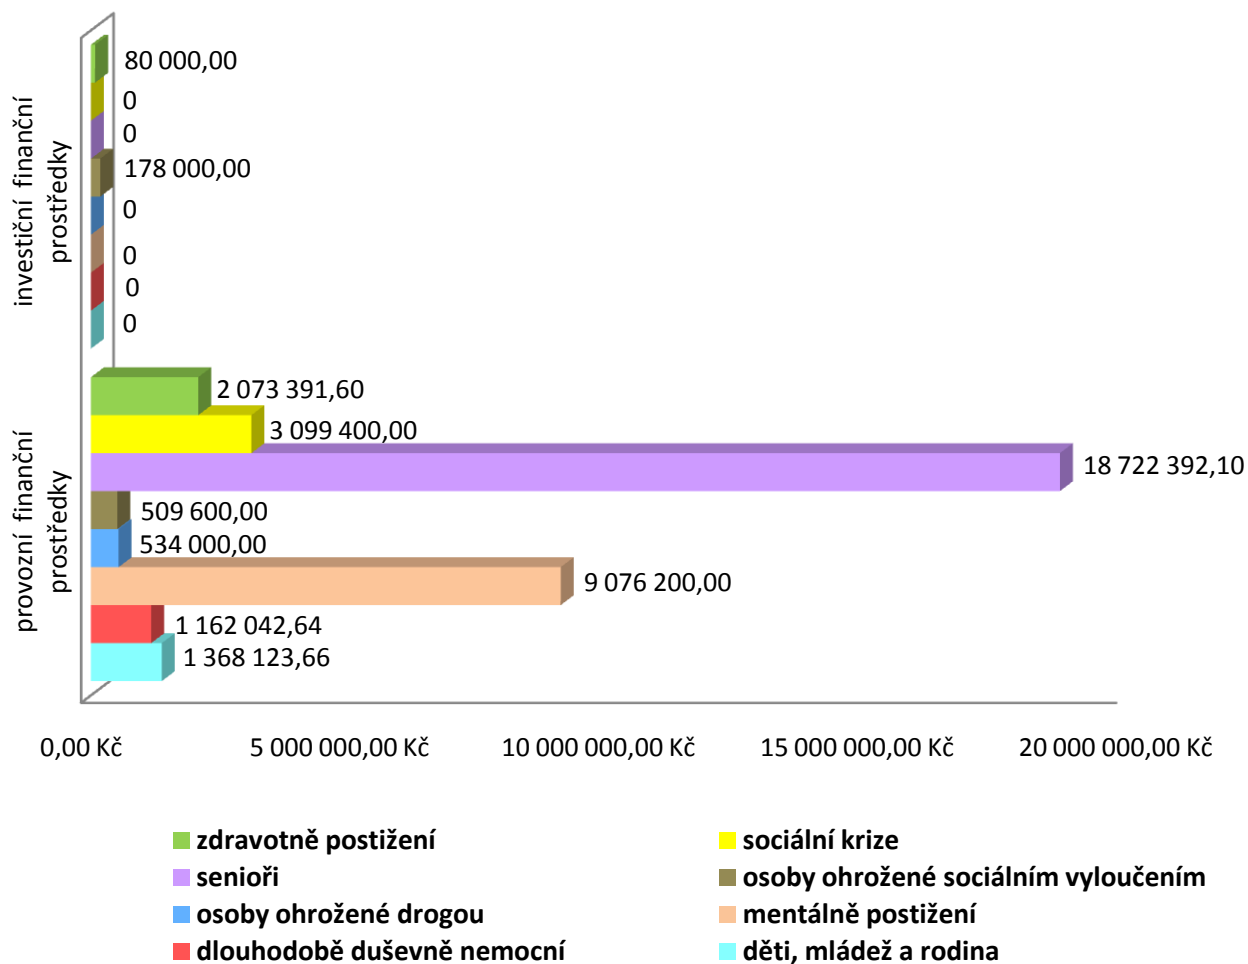 investiční finanční
prostředky
80 000,00
0
0
178 000,00
0
0
0
0
provozní finanční
prostředky
2 073 391,60
3 099 400,00
18 722 392,10
509 600,00
534 000,00
9 076 200,00
1 162 042,64
1 368 123,66
0,00 Kč 5 000 000,00 Kč 10 000 000,00 Kč 15 000 000,00 Kč 20 000 000,00 Kč
zdravotně postižení
sociální krize
senioři
osoby ohrožené sociálním vyloučením
osoby ohrožené drogou
mentálně postižení
dlouhodobě duševně nemocní
děti, mládež a rodina